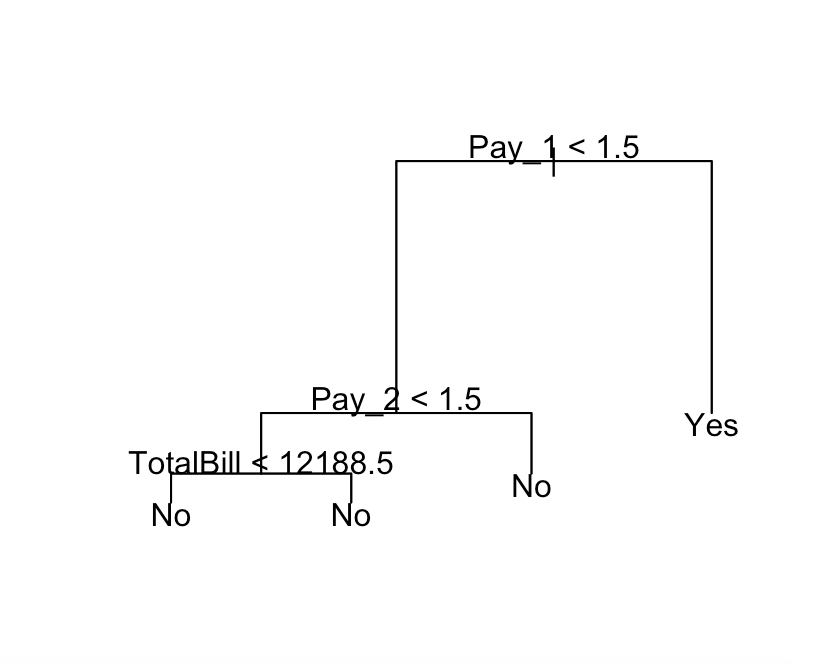 Pay_1 < 1.5
Pay_2 < 1.5
Yes
TotalBill < 12188.5
No
No
No